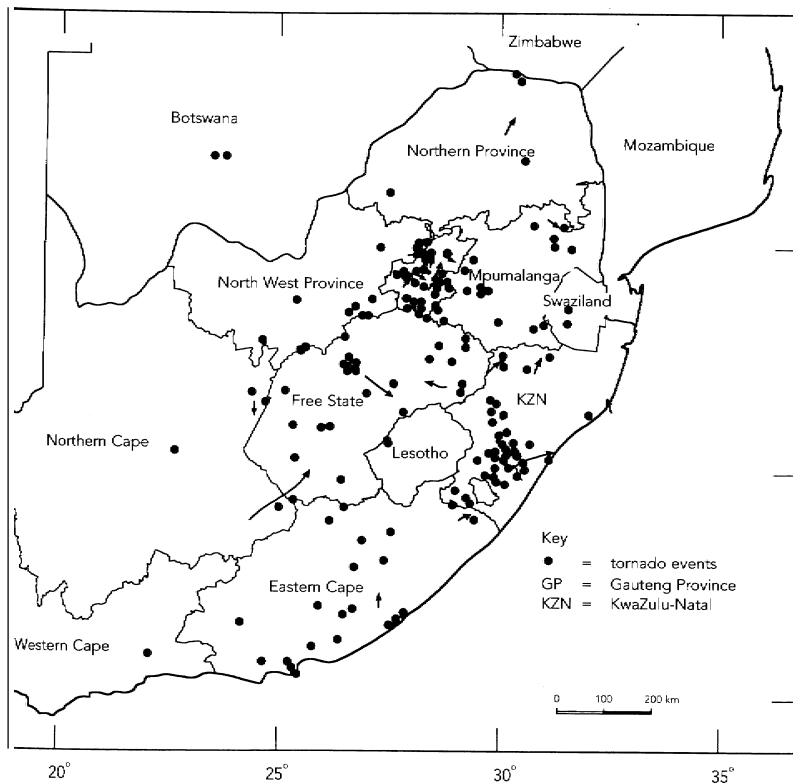 Zimbabwe
Botswana
Mozambique
Northern Province
North West Province
Mpumalanga
Swaziland
Free State
KZN
Northern Cape
Lesotho
Key
● = tornado events
GP = Gauteng Province
KZN = KwaZulu-Natal
Eastern Cape
Western Cape
0 100 200 km
20° 25° 30° 35°